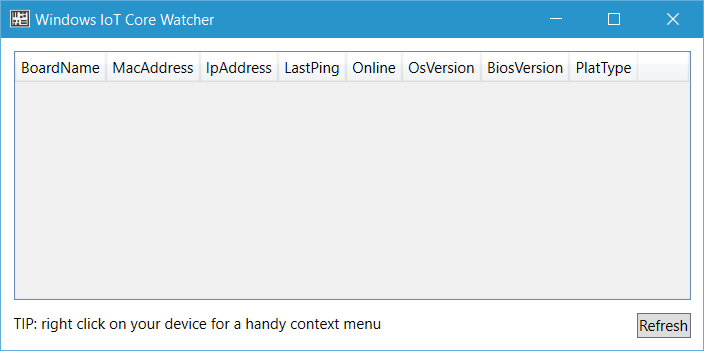 Windows IoT Core Watcher
BoardName MacAddress IpAddress LastPing Online OsVersion BiosVersion PlatType
TIP: right click on your device for a handy context menu
Refresh